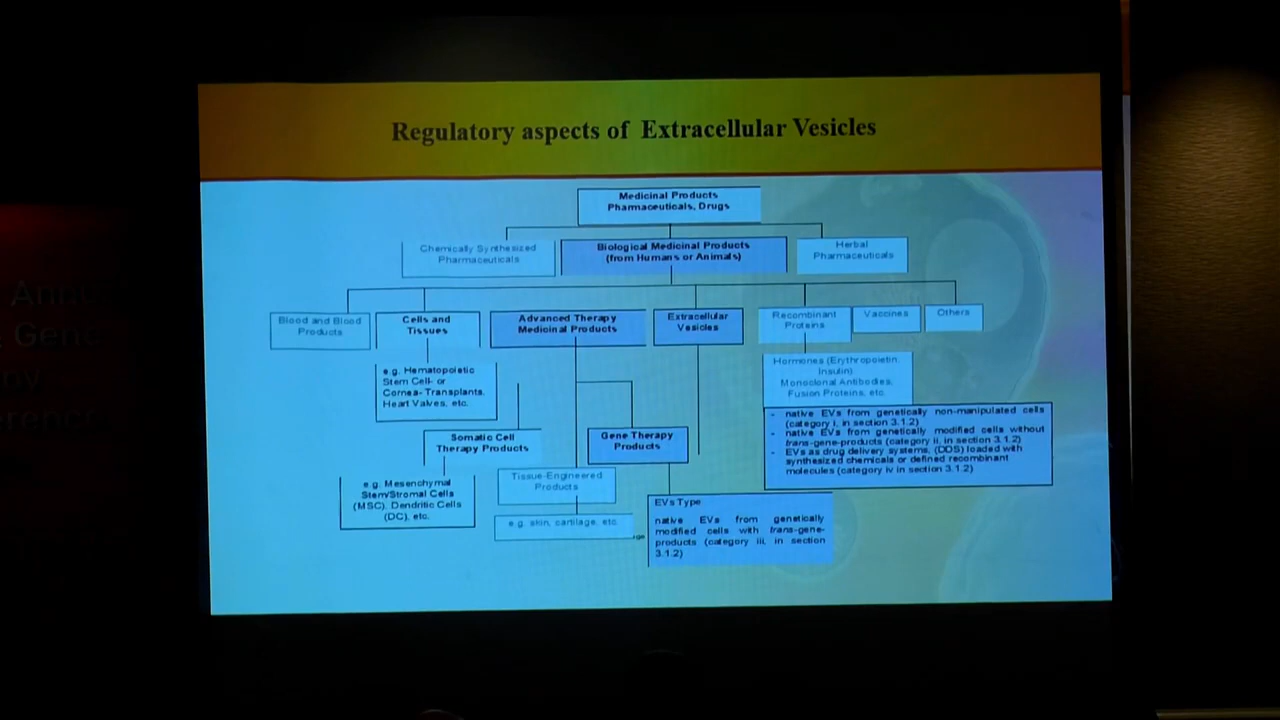 Regulatory aspects of Extracellular Vesicles
Medicinal Products
Pharmaceuticals, Drugs
Chemically Synthesized
Pharmaceuticals
Biological Medicinal Products
(from Humans or Animals)
Herbal
Pharmaceuticals
Blood and Blood
Products
Cells and
Tissues
Advanced Therapy
Medicinal Products
Extracellular
Vesicles
Recombinant
Proteins
Vaccines
Others
e.g. Hematopoietic
Stem Cell- or
Cornea- Transplants,
Heart Valves, etc.
Hormones (Erythropoietin,
Insulin)
Monoclonal Antibodies,
Fusion Proteins, etc.
- native EVs from genetically non-manipulated cells
(category i, in section 3.1.2)
- native EVs from genetically modified cells without
trans-gene-products (category ii, in section 3.1.2)
- EVs as drug delivery systems, (DDS) loaded with
synthesized chemicals or defined recombinant
molecules (category iv in section 3.1.2)
Somatic Cell
Therapy Products
Gene Therapy
Products
Tissue-Engineered
Products
e.g. Mesenchymal
Stem/Stromal Cells
(MSC), Dendritic Cells
(DC), etc.
e.g. skin, cartilage, etc.
EVs Type
native EVs from genetically
modified cells with trans-gene-
products (category iii, in section
3.1.2)